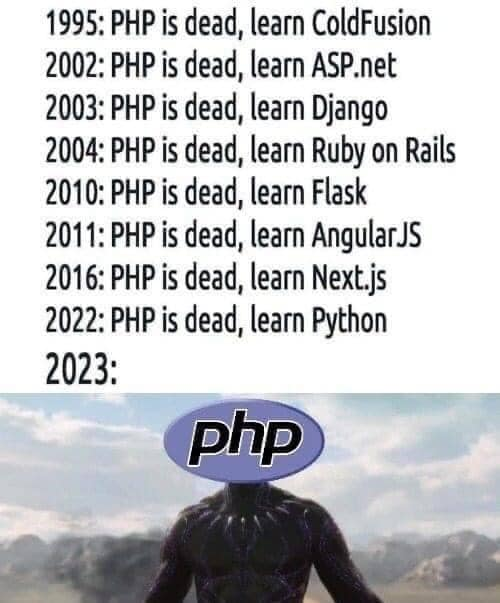 1995: PHP is dead, learn ColdFusion
2002: PHP is dead, learn ASP.net
2003: PHP is dead, learn Django
2004: PHP is dead, learn Ruby on Rails
2010: PHP is dead, learn Flask
2011: PHP is dead, learn AngularJS
2016: PHP is dead, learn Next.js
2022: PHP is dead, learn Python
2023:
php